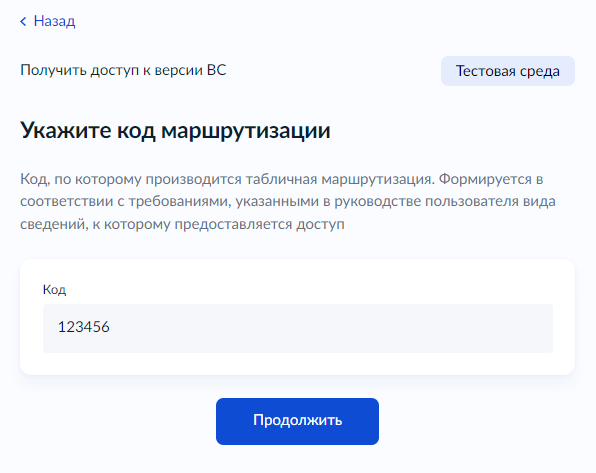 Назад
Получить доступ к версии ВС
Тестовая среда
Укажите код маршрутизации
Код, по которому производится табличная маршрутизация. Формируется в
соответствии с требованиями, указанными в руководстве пользователя вида
сведений, к которому предоставляется доступ
Код
123456
Продолжить